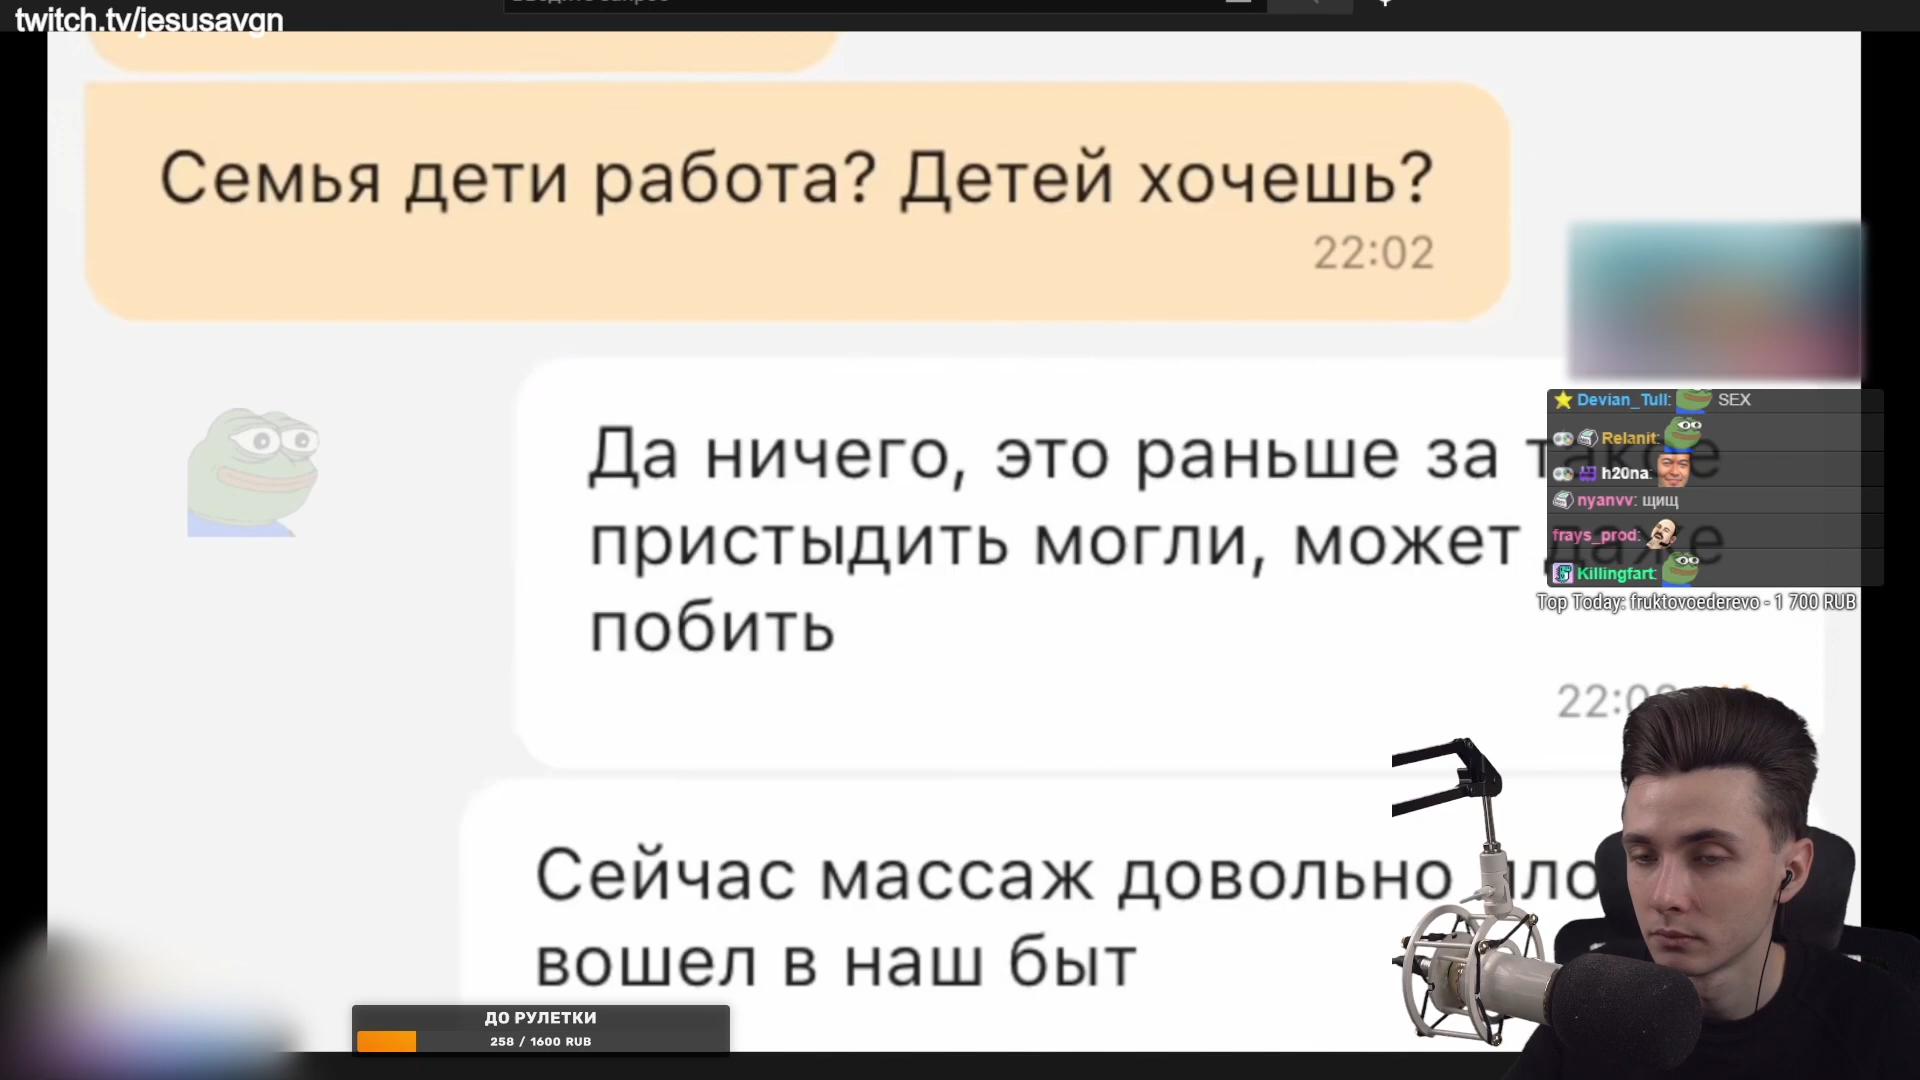 twitch.tv/jesusavgn
Семья дети работа? Детей хочешь?
22:02
Да ничего, это раньше за такое
пристыдить могли, может даже
побить
Сейчас массаж довольно
вошел в наш быт
Devian_Tull: SEX
Relanit:
h20na:
nyanvv: щищ
frays_prod:
Killingfart:
Top Today: fruktovoederevo - 1 700 RUB
ДО РУЛЕТКИ
258 / 1600 RUB